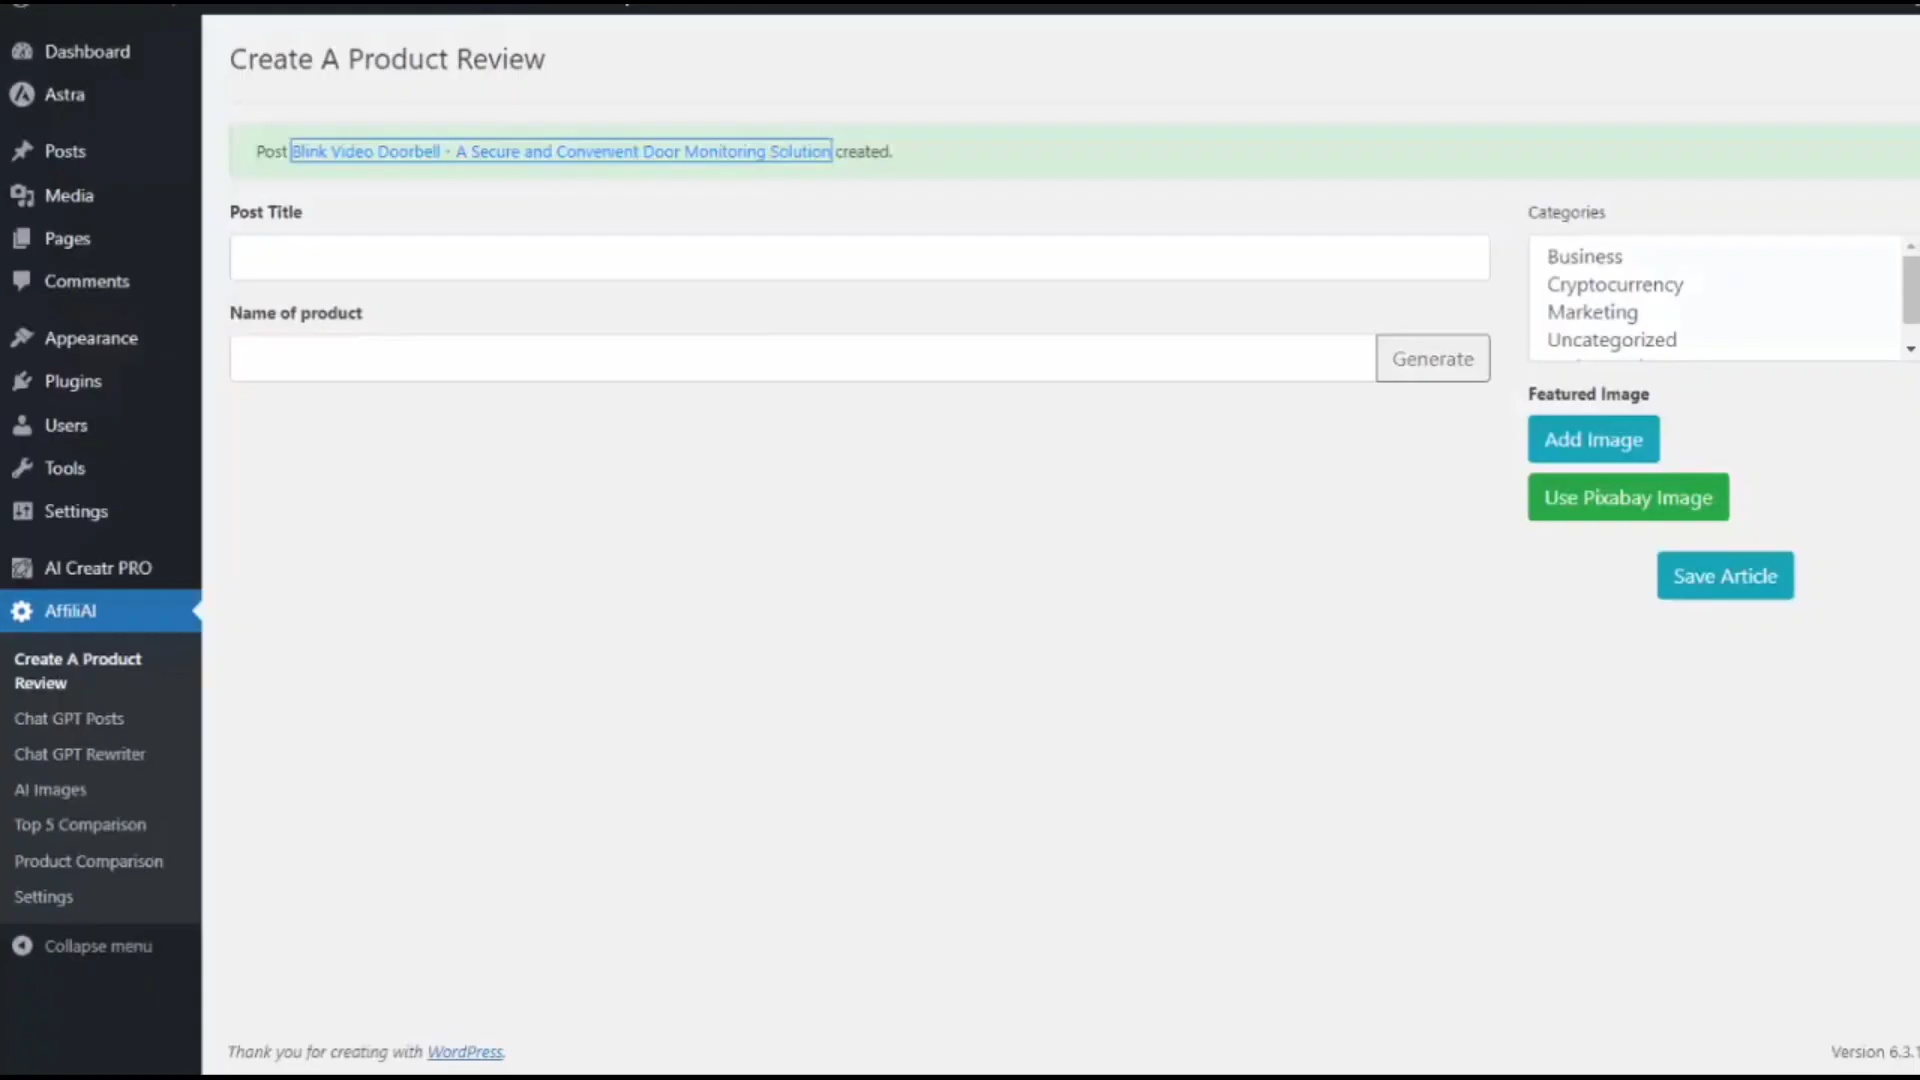 Dashboard
Astra
Posts
Media
Pages
Comments
Appearance
Plugins
Users
Tools
Settings
AI Creatr PRO
AffiliAI
Create A Product
Review
Chat GPT Posts
Chat GPT Rewriter
AI Images
Top 5 Comparison
Product Comparison
Settings
Collapse menu
Create A Product Review
Post Blink Video Doorbell - A Secure and Convenient Door Monitoring Solution created.
Post Title
Name of product
Generate
Categories
Business
Cryptocurrency
Marketing
Uncategorized
Featured Image
Add Image
Use Pixabay Image
Save Article
Thank you for creating with WordPress.
Version 6.3.1